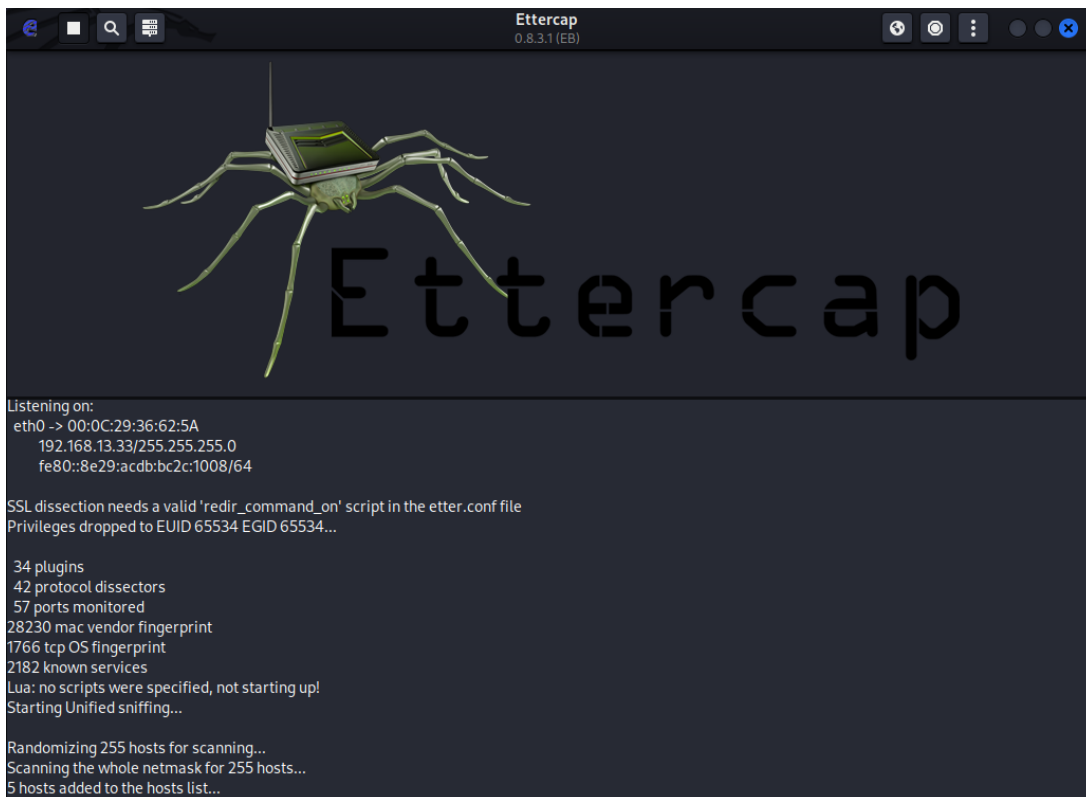 Ettercap
0.8.3.1 (EB)
Ettercap
Listening on:
eth0 -> 00:0C:29:36:62:5A
192.168.13.33/255.255.255.0
fe80::8e29:acdb:bc2c:1008/64
SSL dissection needs a valid 'redir_command_on' script in the etter.conf file
Privileges dropped to EUID 65534 EGID 65534...
34 plugins
42 protocol dissectors
57 ports monitored
28230 mac vendor fingerprint
1766 tcp OS fingerprint
2182 known services
Lua: no scripts were specified, not starting up!
Starting Unified sniffing...
Randomizing 255 hosts for scanning...
Scanning the whole netmask for 255 hosts...
5 hosts added to the hosts list...